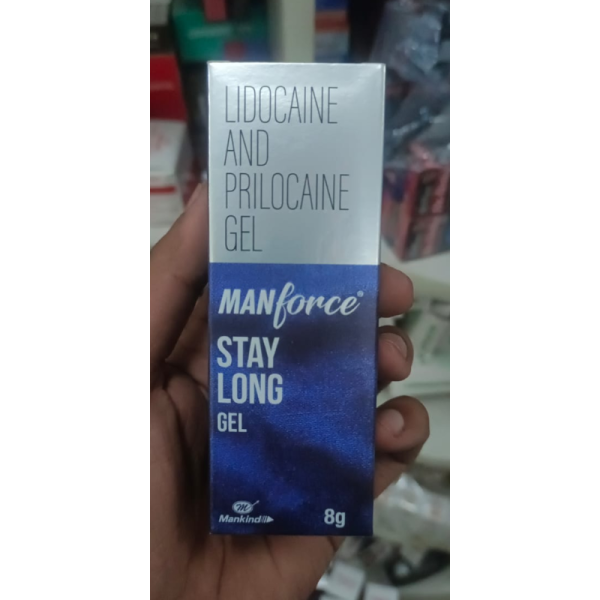 LIDOCAINE
AND
PRILOCAINE
GEL
MANforce®
STAY
LONG
GEL
m
Mankind
8g